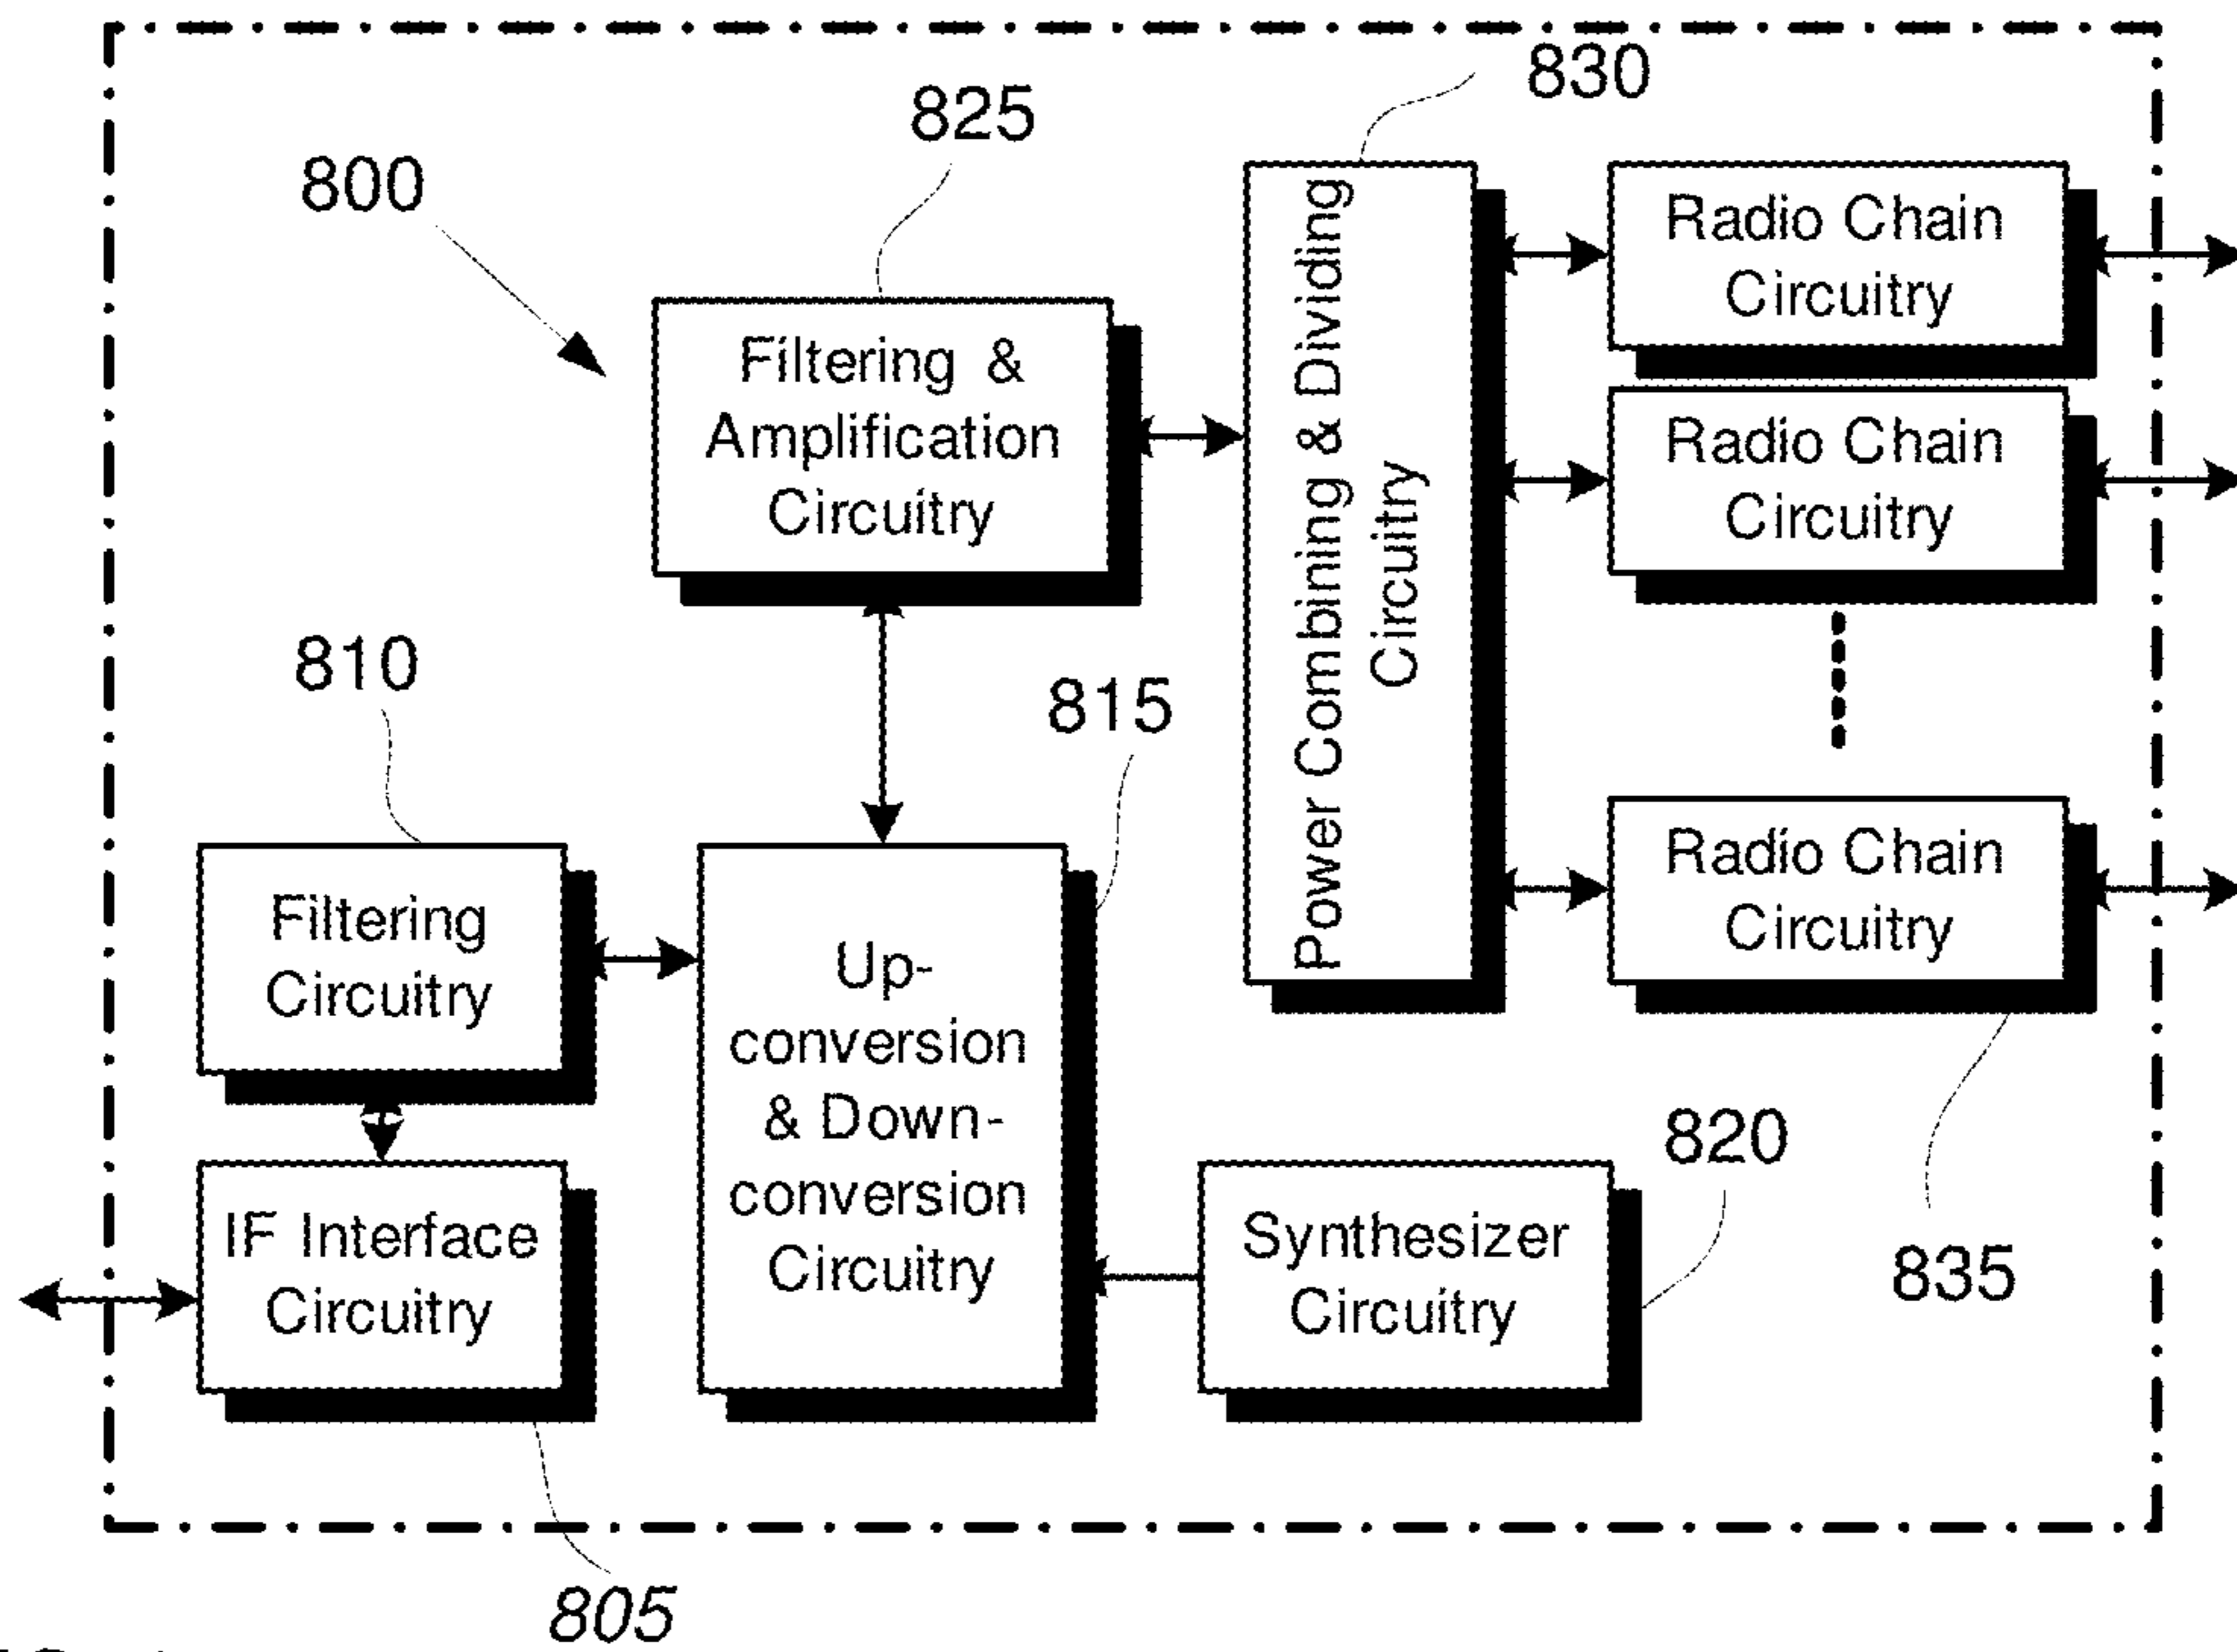 830
825
800
Radio Chain
Circuitry
Filtering &
Amplification
Circuitry
Power Combining & Dividing
Circuitry
Radio Chain
Circuitry
810
815
Radio Chain
Circuitry
Filtering
Circuitry
Up-
conversion
& Down-
conversion
Circuitry
820
IF Interface
Circuitry
Synthesizer
Circuitry
835
805